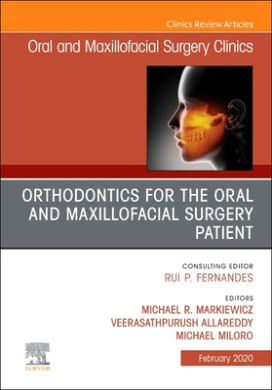 Clinics Review Articles
Oral and Maxillofacial Surgery Clinics
ORTHODONTICS FOR THE ORAL
AND MAXILLOFACIAL SURGERY
PATIENT
CONSULTING EDITOR
RUI P. FERNANDES
EDITORS
MICHAEL R. MARKIEWICZ
VEERASATHPURUSH ALLAREDDY
MICHAEL MILORO
ELSEVIER
February 2020